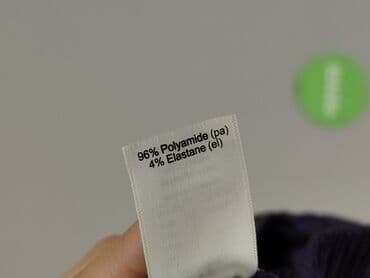 96% Polyamide (pa)
4% Elastane (el)